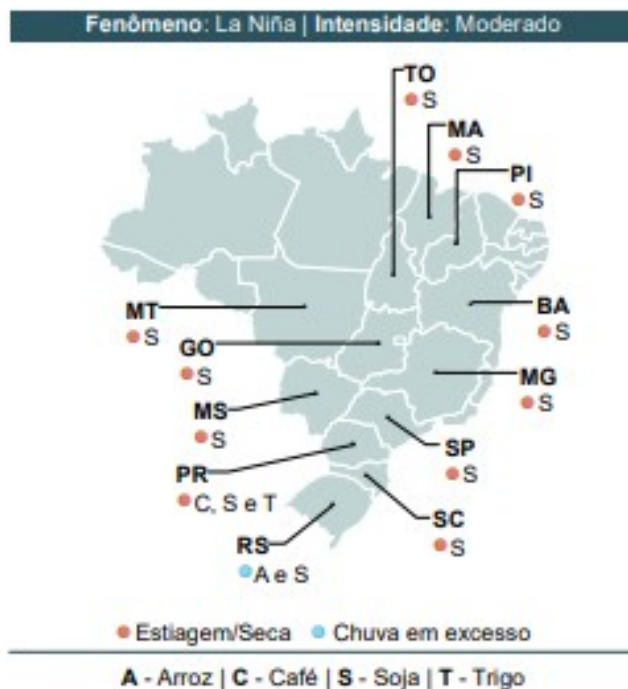 Fenômeno: La Niña | Intensidade: Moderado
TO
S
MA
S
PI
S
MT
S
BA
S
GO
S
MG
S
MS
S
SP
S
PR
C, S e T
SC
S
RS
A e S
Estiagem/Seca Chuva em excesso
A - Arroz | C - Café | S - Soja | T - Trigo